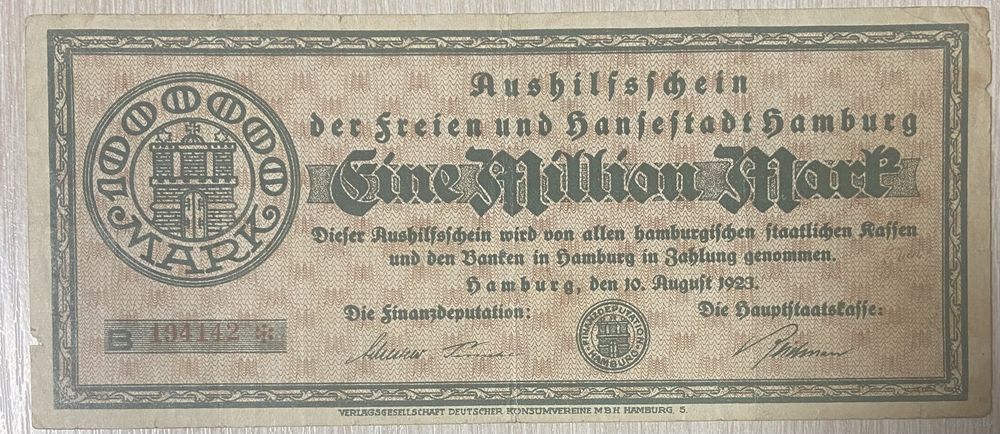 1000000
MARK
Aushilfsschein
der Freien und Hansestadt Hamburg
Eine Million Mark
Dieser Aushilfsschein wird von allen hamburgischen staatlichen Kassen
und den Banken in Hamburg in Zahlung genommen.
Hamburg, den 10. August 1923.
Die Finanzdeputation:
Die Hauptstaatskasse:
FINANZDEPUTATION
HAMBURG
B 194142 *
VERLAGSGESELLSCHAFT DEUTSCHER KONSUMVEREINE M.B.H. HAMBURG. 5.